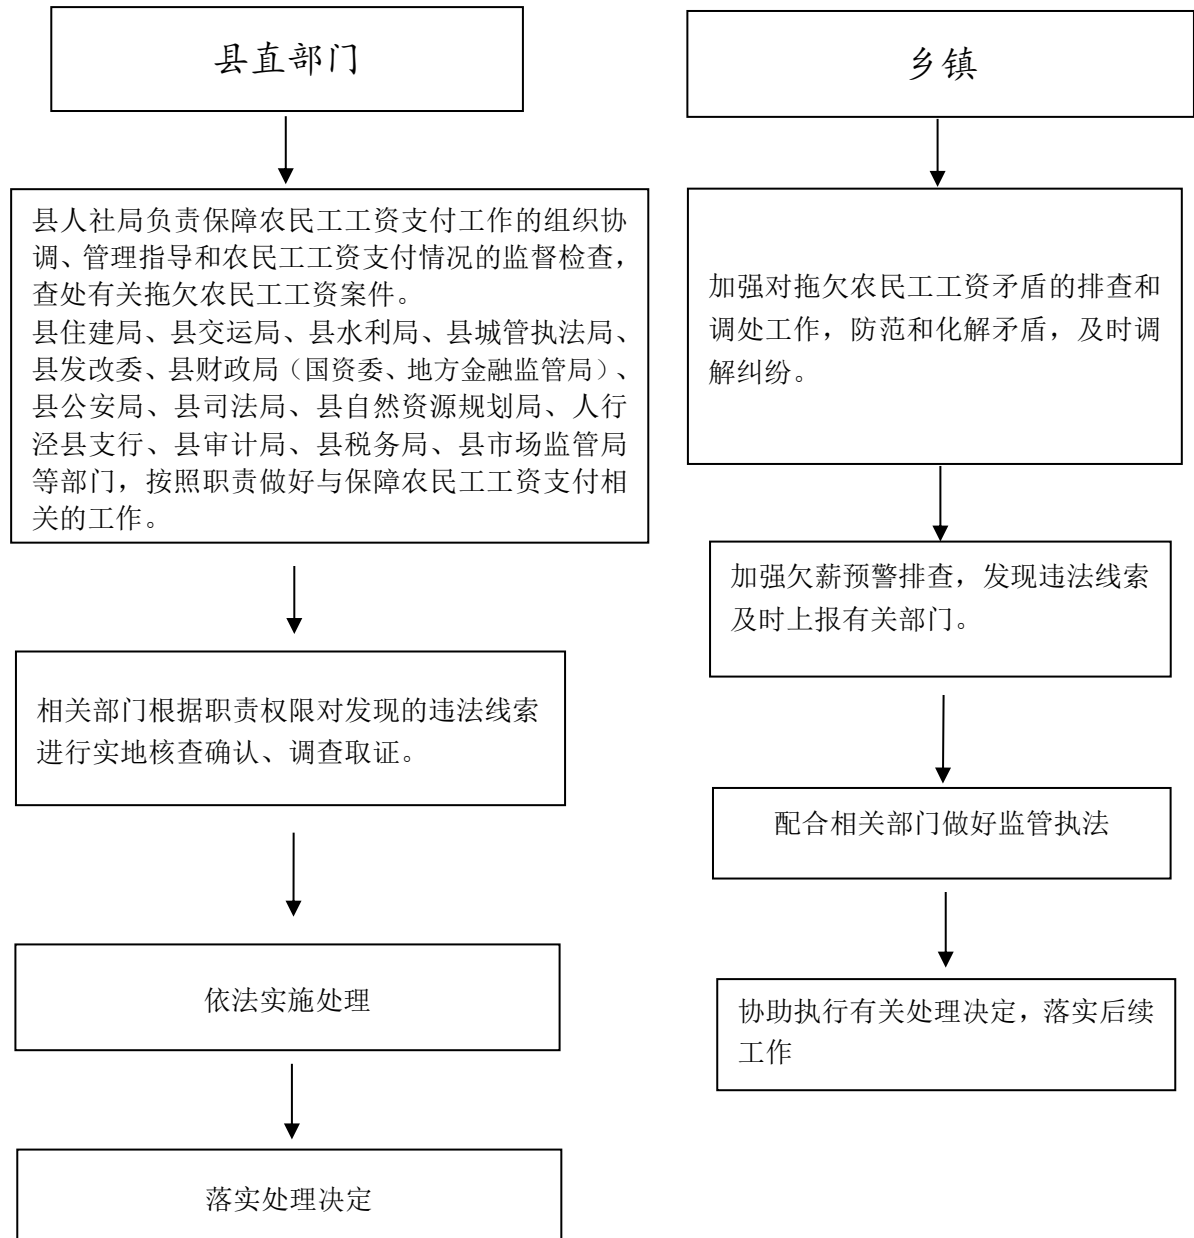 县直部门
县人社局负责保障农民工工资支付工作的组织协
调、管理指导和农民工工资支付情况的监督检查，
查处有关拖欠农民工工资案件。
县住建局、县交运局、县水利局、县城管执法局、
县发改委、县财政局（国资委、地方金融监管局）、
县公安局、县司法局、县自然资源规划局、人行
泾县支行、县审计局、县税务局、县市场监管局
等部门，按照职责做好与保障农民工工资支付相
关的工作。
相关部门根据职责权限对发现的违法线索
进行实地核查确认、调查取证。
依法实施处理
落实处理决定
乡镇
加强对拖欠农民工工资矛盾的排查和
调处工作，防范和化解矛盾，及时调
解纠纷。
加强欠薪预警排查，发现违法线索
及时上报有关部门。
配合相关部门做好监管执法
协助执行有关处理决定，落实后续
工作